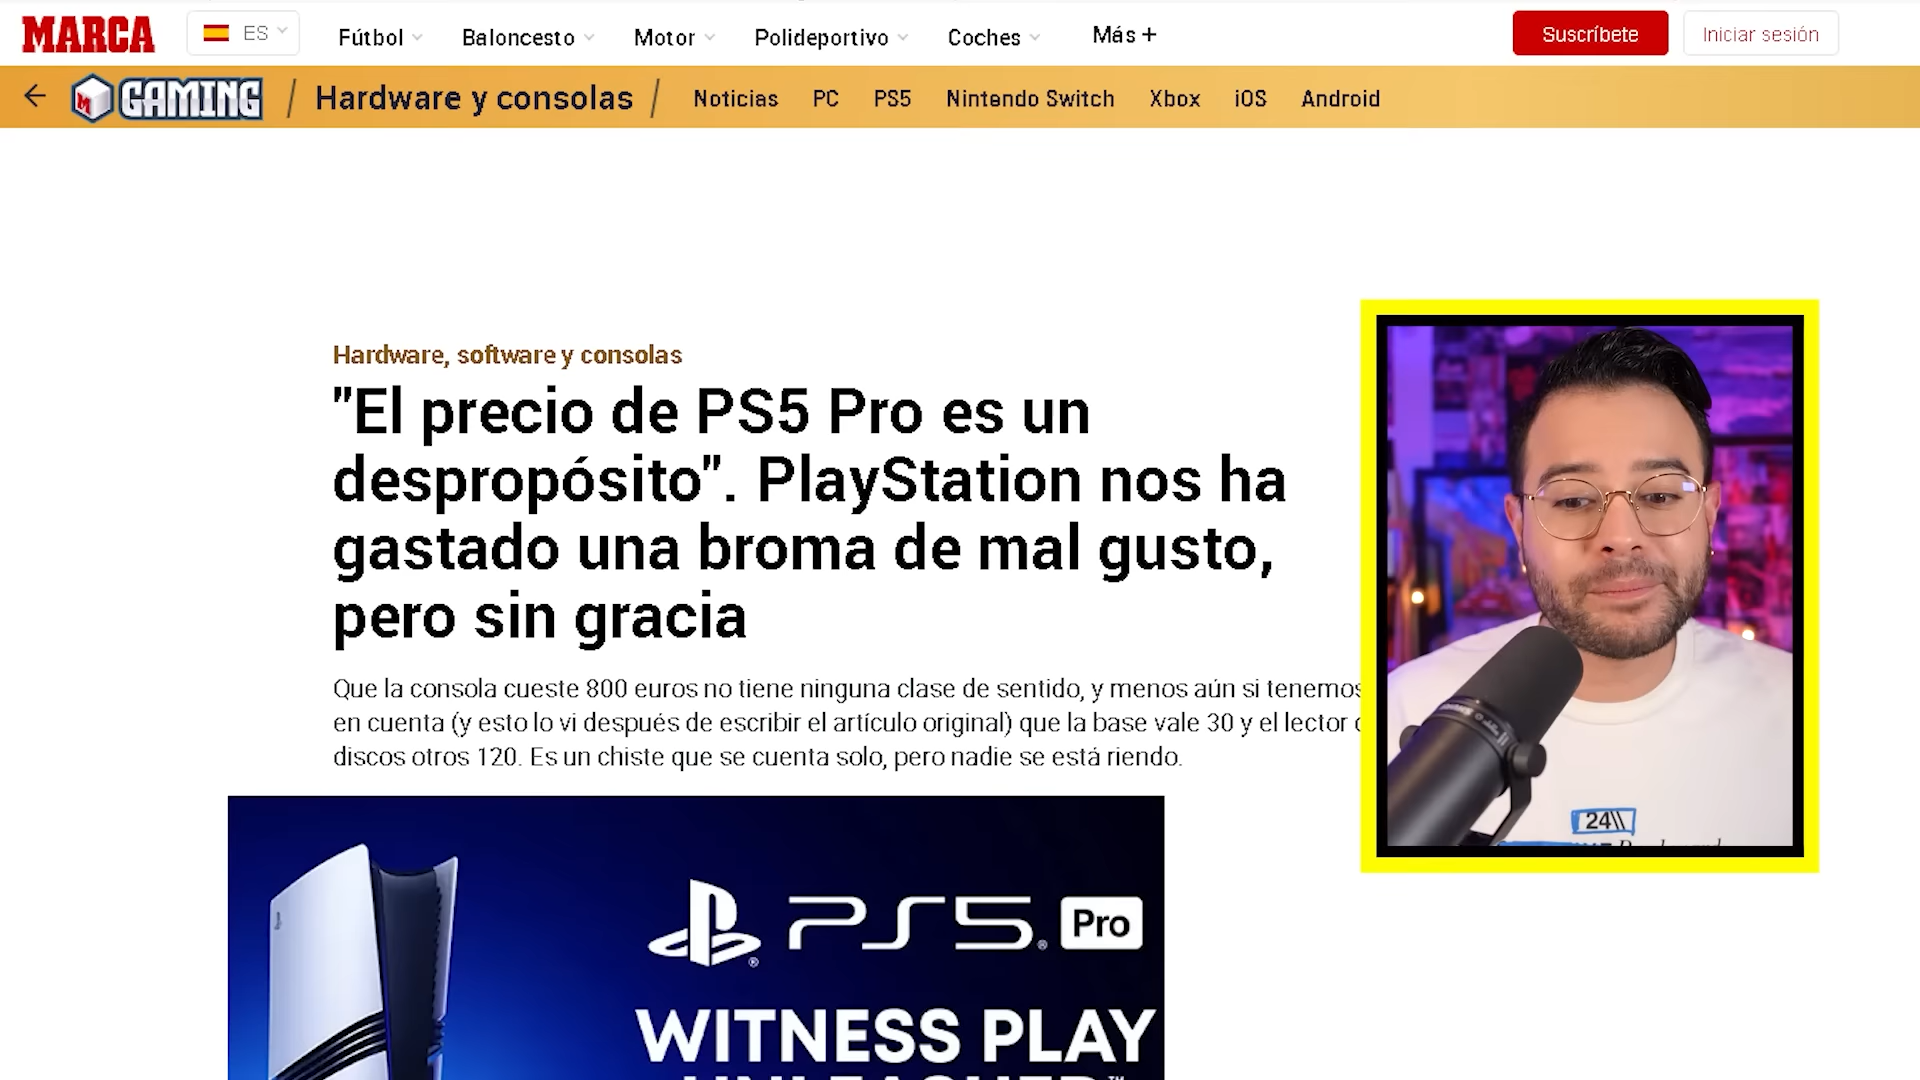 MARCA
ES
Fútbol
Baloncesto
Motor
Polideportivo
Coches
Más +
Suscríbete
Iniciar sesión
GAMING
/ Hardware y consolas /
Noticias
PC
PS5
Nintendo Switch
Xbox
iOS
Android
Hardware, software y consolas
"El precio de PS5 Pro es un
despropósito". PlayStation nos ha
gastado una broma de mal gusto,
pero sin gracia
Que la consola cueste 800 euros no tiene ninguna clase de sentido, y menos aún si tenemos
en cuenta (y esto lo vi después de escribir el artículo original) que la base vale 30 y el lector
discos otros 120. Es un chiste que se cuenta solo, pero nadie se está riendo.
24\\
PS5® Pro
WITNESS PLAY
UNLEASHED™